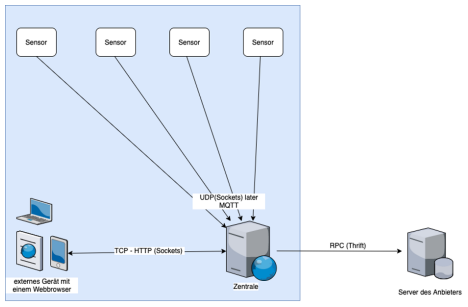 Sensor
Sensor
Sensor
Sensor
UDP(Sockets) later
MQTT
TCP - HTTP (Sockets)
RPC (Thrift)
externes Gerät mit
einem Webbrowser
Zentrale
Server des Anbieters